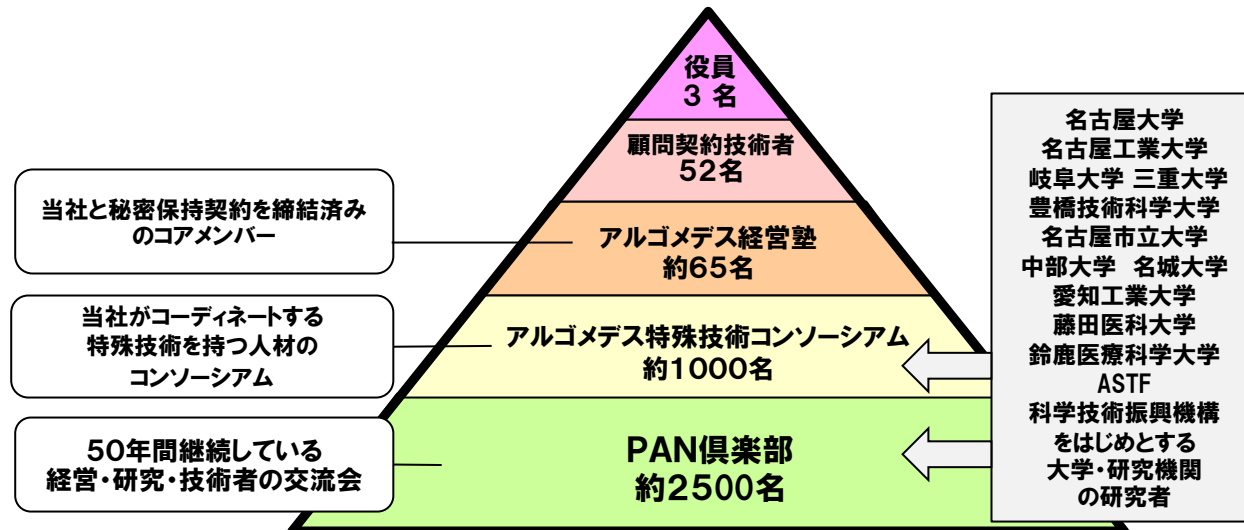 役員
3 名
顧問契約技術者
52名
アルゴメデス経営塾
約65名
アルゴメデス特殊技術コンソーシアム
約1000名
PAN倶楽部
約2500名
当社と秘密保持契約を締結済み
のコアメンバー
当社がコーディネートする
特殊技術を持つ人材の
コンソーシアム
50年間継続している
経営・研究・技術者の交流会
名古屋大学
名古屋工業大学
岐阜大学 三重大学
豊橋技術科学大学
名古屋市立大学
中部大学 名城大学
愛知工業大学
藤田医科大学
鈴鹿医療科学大学
ASTF
科学技術振興機構
をはじめとする
大学・研究機関
の研究者